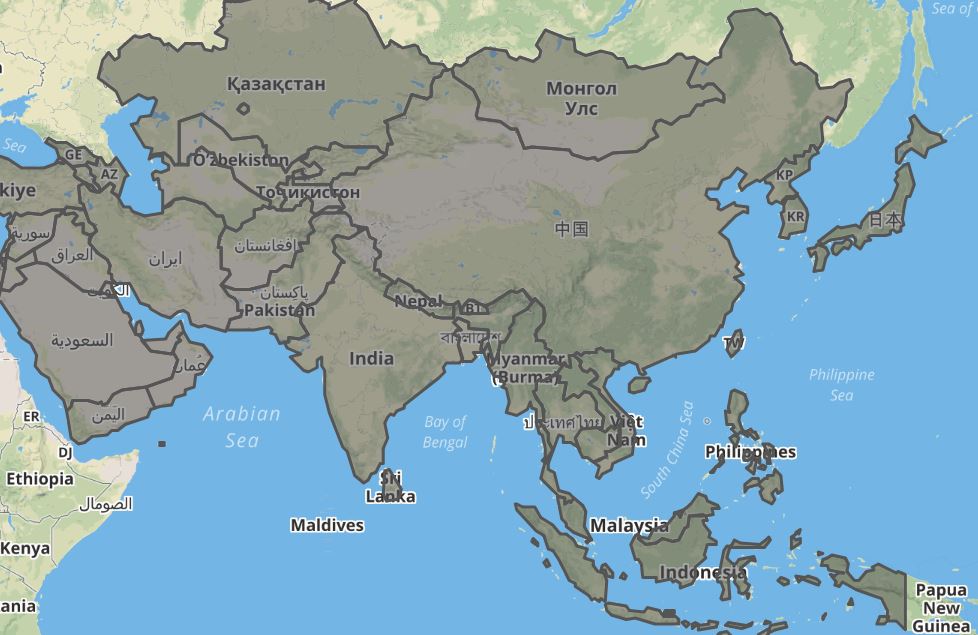 Sea of
Қазақстан
Монгол
Улс
Sea
GE
O'zbekiston
AZ
KP
kiye
Тоҷикистон
KR
日本
سوريا
中国
افغانستان
العراق
ایران
الكويت
پاکستان
Pakistan
Nepal
BT
বাংলাদেশ
السعودية
TW
India
Myanmar
(Burma)
عُمان
Philippine
Sea
ER
اليمن
Arabian
Sea
Bay of
Bengal
ประเทศไทย
Việt
Nam
South China Sea
DJ
Philippines
Ethiopia
Sri
Lanka
الصومال
Maldives
Malaysia
Kenya
Indonesia
Papua
New
Guinea
ania